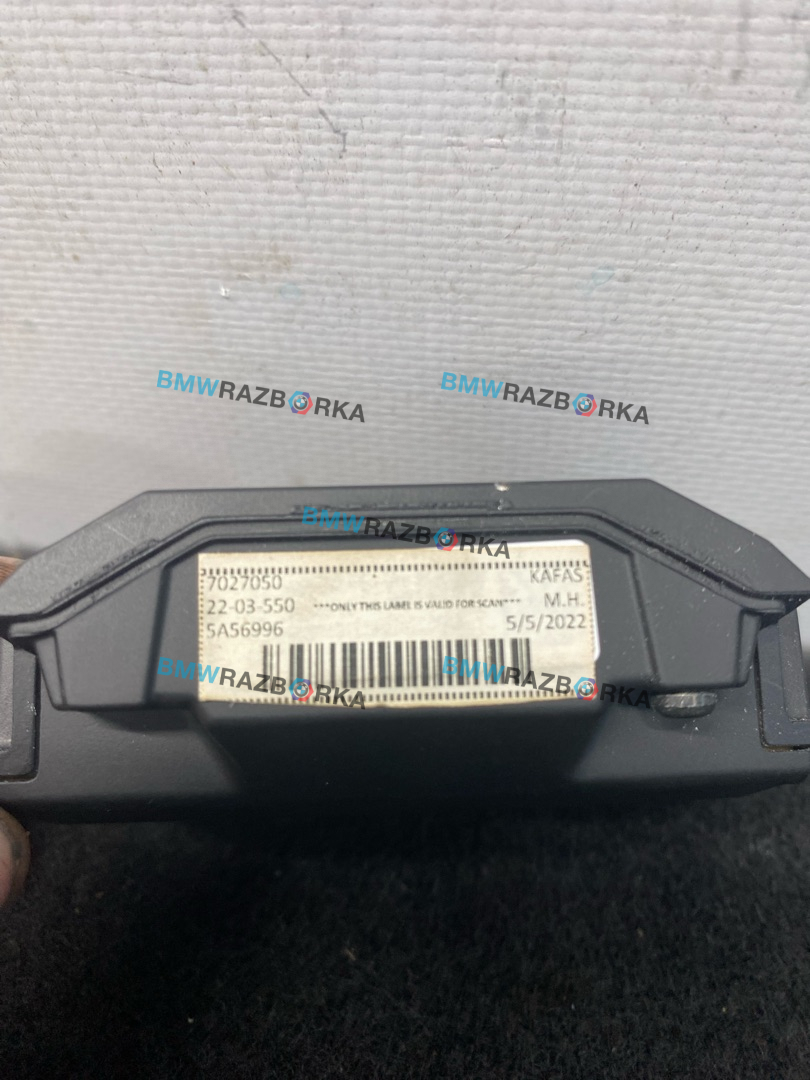 BMWRAZBORKA BMWRAZBORKA
BMWRAZBORKA
7027050 KAFAS
22-03-550 ***ONLY THIS LABEL IS VALID FOR SCAN*** M.H.
5A56996 5/5/2022
BMWRAZBORKA BMWRAZBORKA